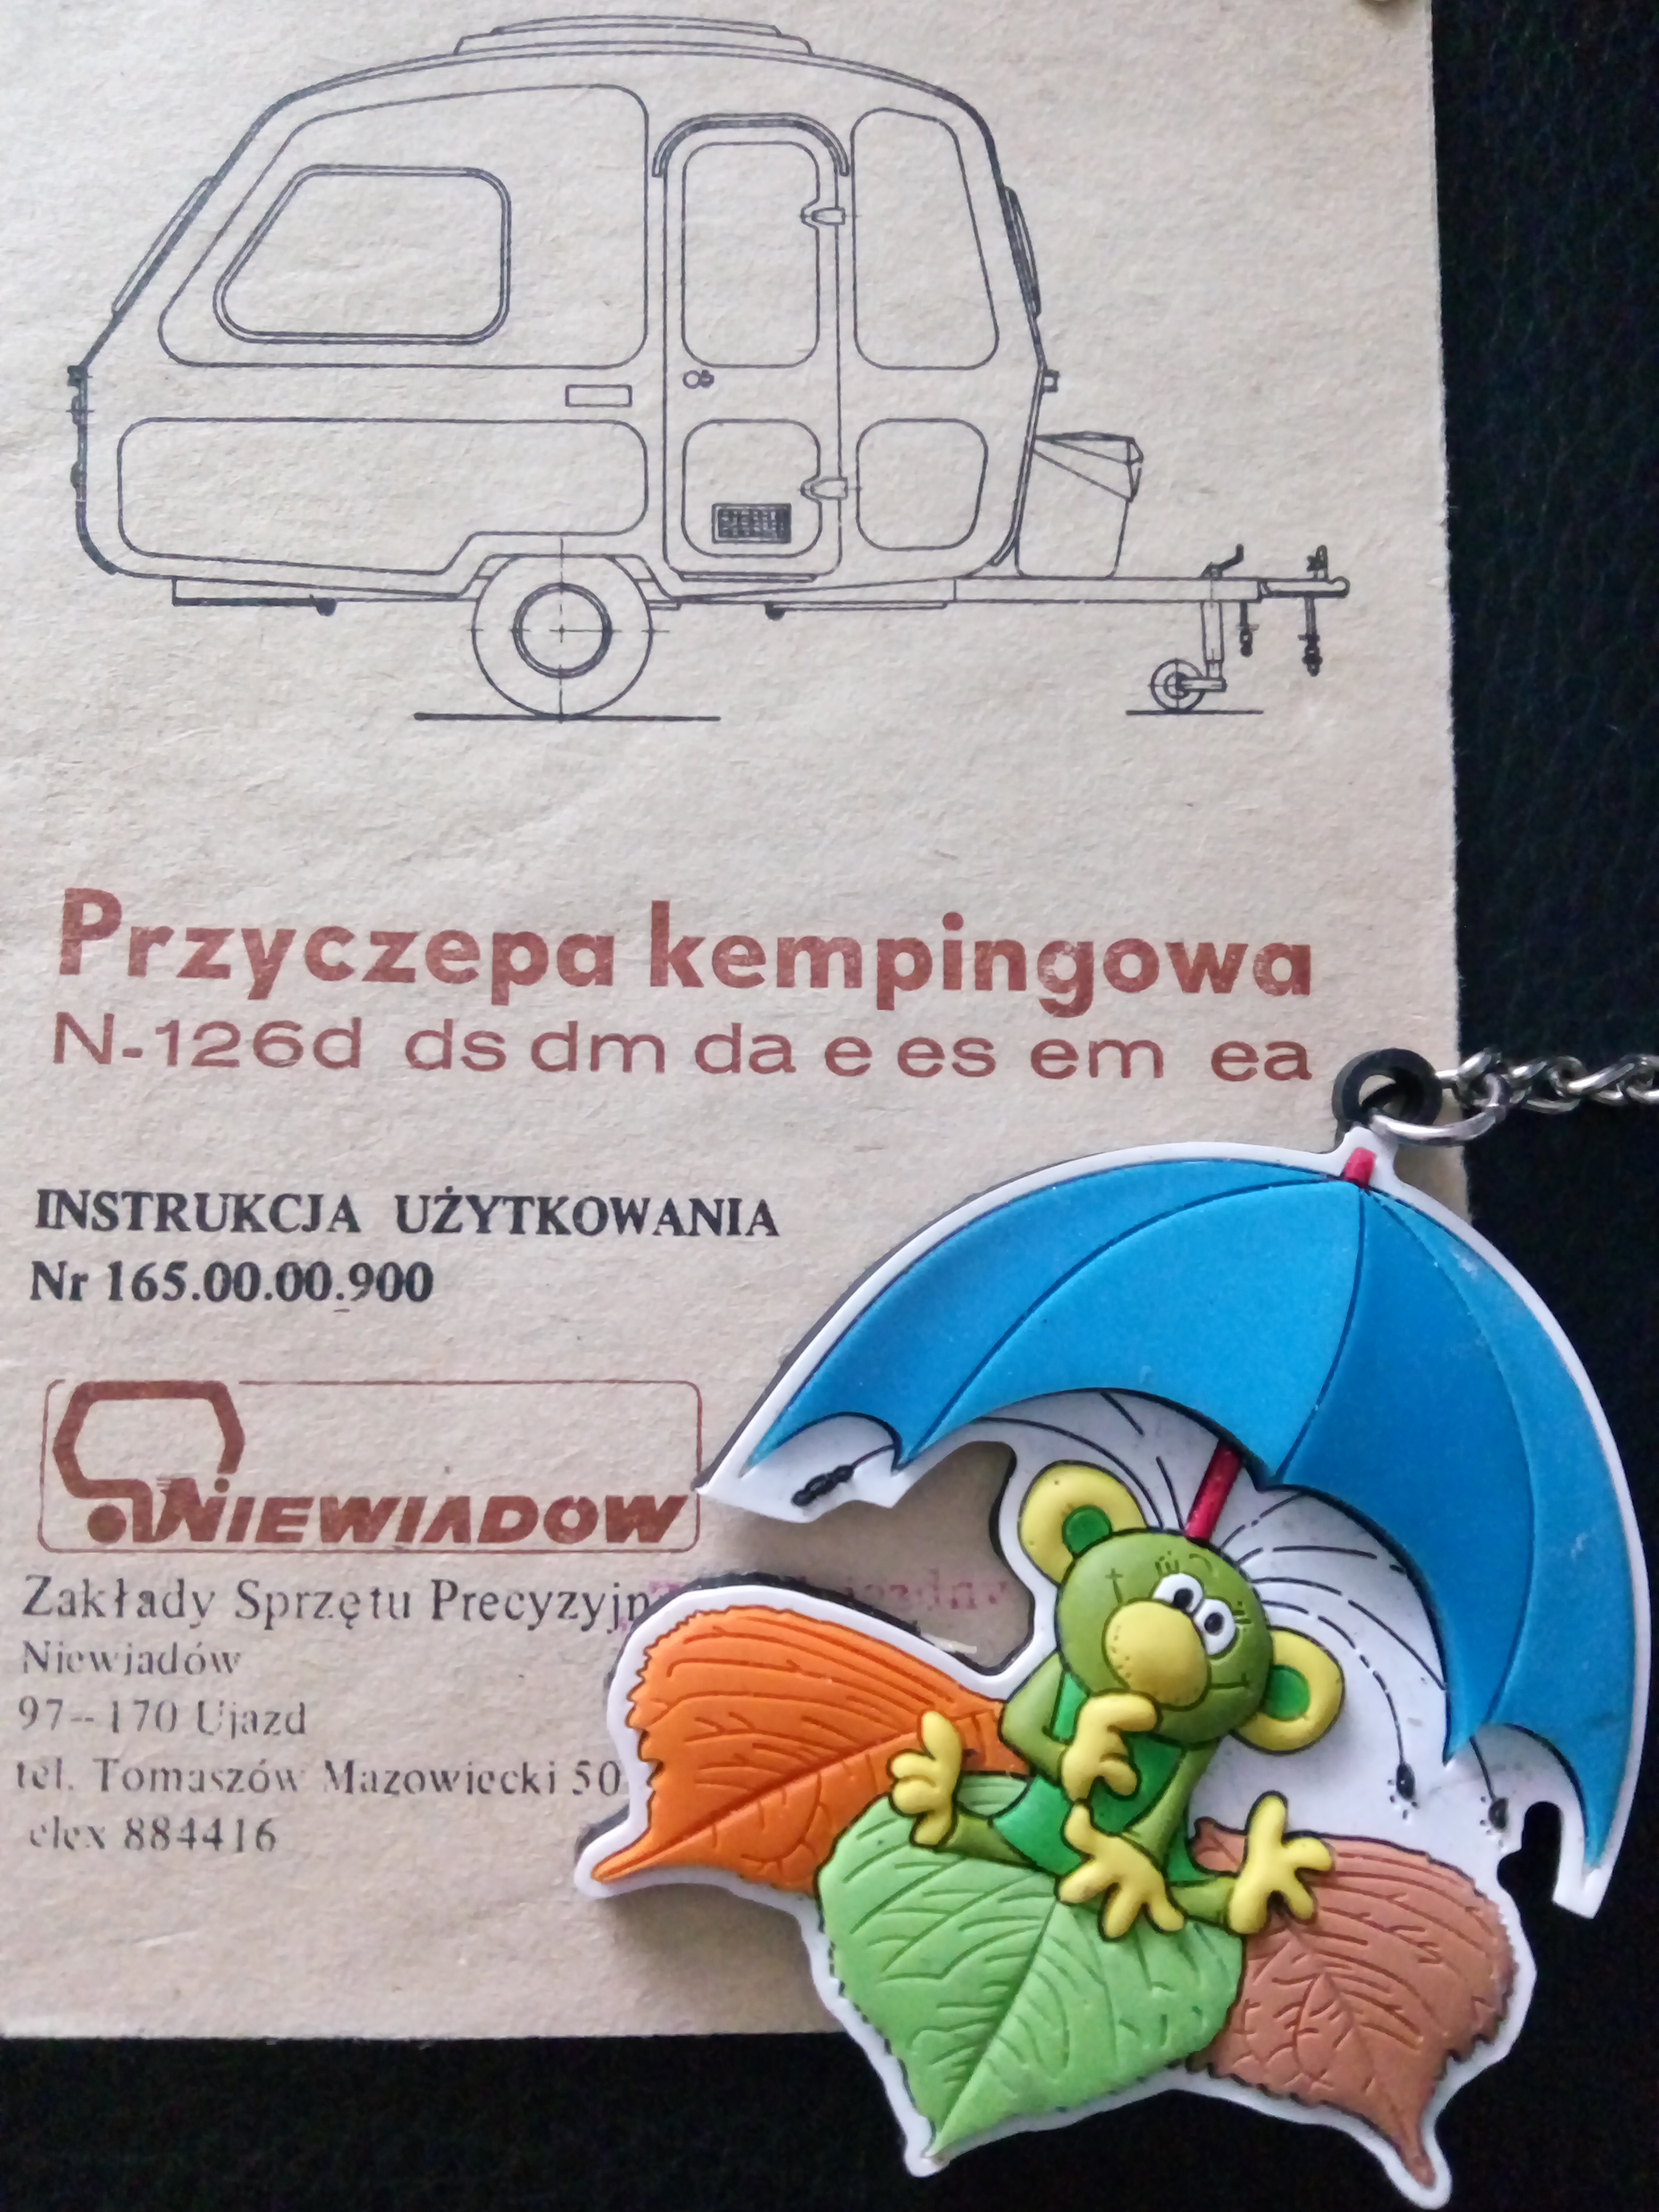 Przyczepa kempingowa
N-126d ds dm da e es em ea
INSTRUKCJA UŻYTKOWANIA
Nr 165.00.00.900
NIEWIADOW
Zakłady Sprzętu Precyzyjn
Niewiadów
97--170 Ujazd
tel. Tomaszów Mazowiecki 50
elex 884416